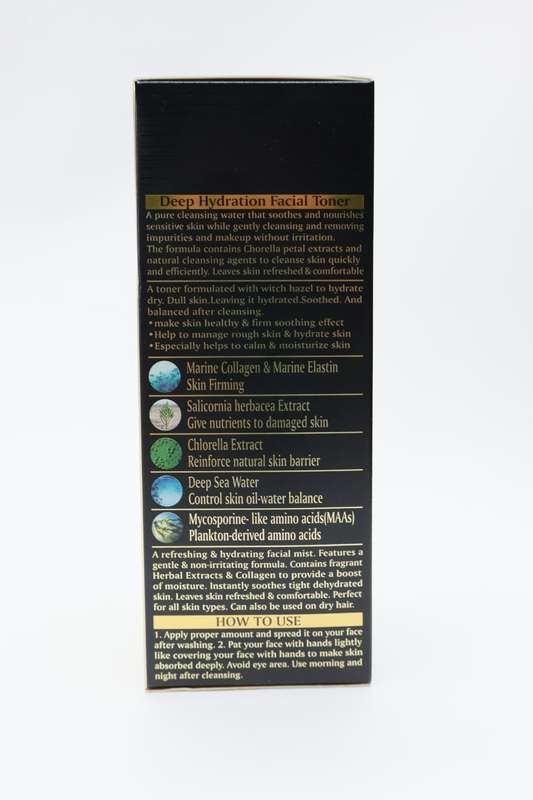 Deep Hydration Facial Toner
A pure cleansing water that soothes and nourishes
sensitive skin while gently cleansing and removing
impurities and makeup without irritation.
The formula contains Chorella petal extracts and
natural cleansing agents to cleanse skin quickly
and efficiently. Leaves skin refreshed & comfortable
A toner formulated with witch hazel to hydrate
dry. Dull skin.Leaving it hydrated.Soothed. And
balanced after cleansing.
•make skin healthy & firm soothing effect
•Help to manage rough skin & hydrate skin
•Especially helps to calm & moisturize skin
Marine Collagen & Marine Elastin
Skin Firming
Salicornia herbacea Extract
Give nutrients to damaged skin
Chlorella Extract
Reinforce natural skin barrier
Deep Sea Water
Control skin oil-water balance
Mycosporine- like amino acids(MAAs)
Plankton-derived amino acids
A refreshing & hydrating facial mist. Features a
gentle & non-irritating formula. Contains fragrant
Herbal Extracts & Collagen to provide a boost
of moisture. Instantly soothes tight dehydrated
skin. Leaves skin refreshed & comfortable. Perfect
for all skin types. Can also be used on dry hair.
HOW TO USE
1. Apply proper amount and spread it on your face
after washing. 2. Pat your face with hands lightly
like covering your face with hands to make skin
absorbed deeply. Avoid eye area. Use morning and
night after cleansing.